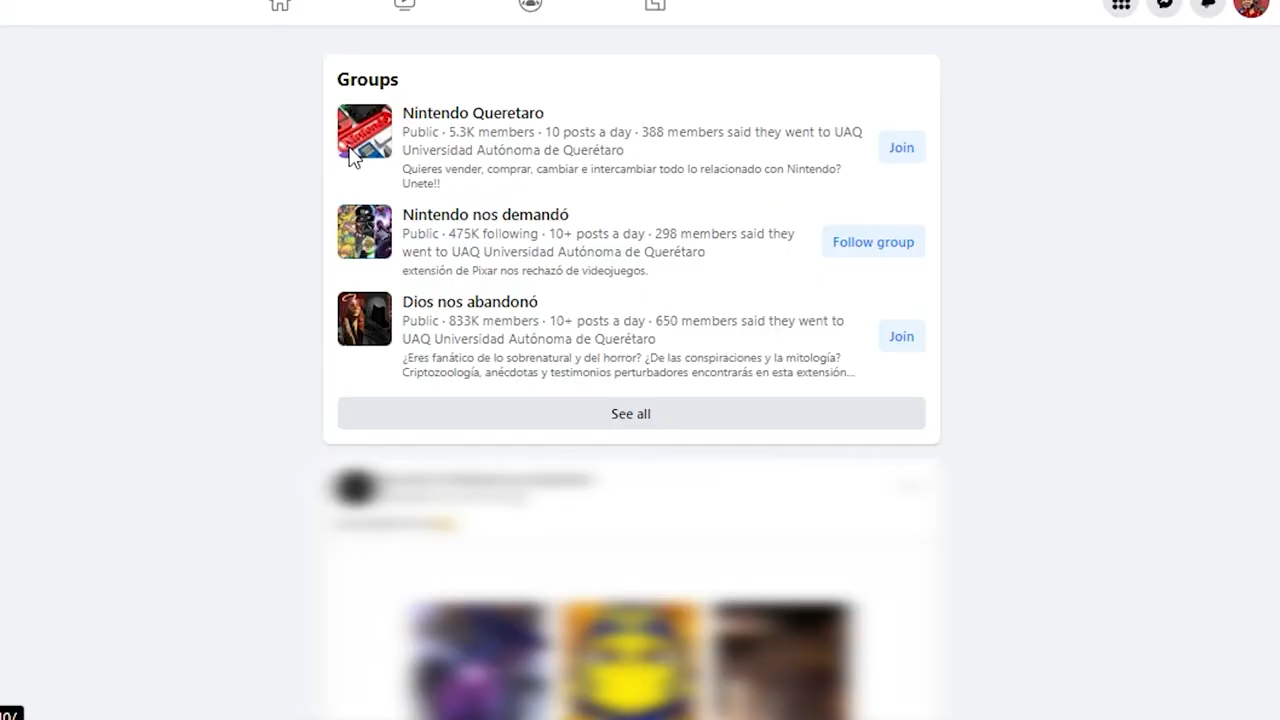 Groups
Nintendo Queretaro
Public · 5.3K members · 10 posts a day · 388 members said they went to UAQ
Universidad Autónoma de Querétaro
Quieres vender, comprar, cambiar e intercambiar todo lo relacionado con Nintendo?
Unete!!
Join
Nintendo nos demandó
Public · 475K following · 10+ posts a day · 298 members said they
went to UAQ Universidad Autónoma de Querétaro
extensión de Pixar nos rechazó de videojuegos.
Follow group
Dios nos abandonó
Public · 833K members · 10+ posts a day · 650 members said they went to
UAQ Universidad Autónoma de Querétaro
¿Eres fanático de lo sobrenatural y del horror? ¿De las conspiraciones y la mitología?
Criptozoología, anécdotas y testimonios perturbadores encontrarás en esta extensión...
Join
See all